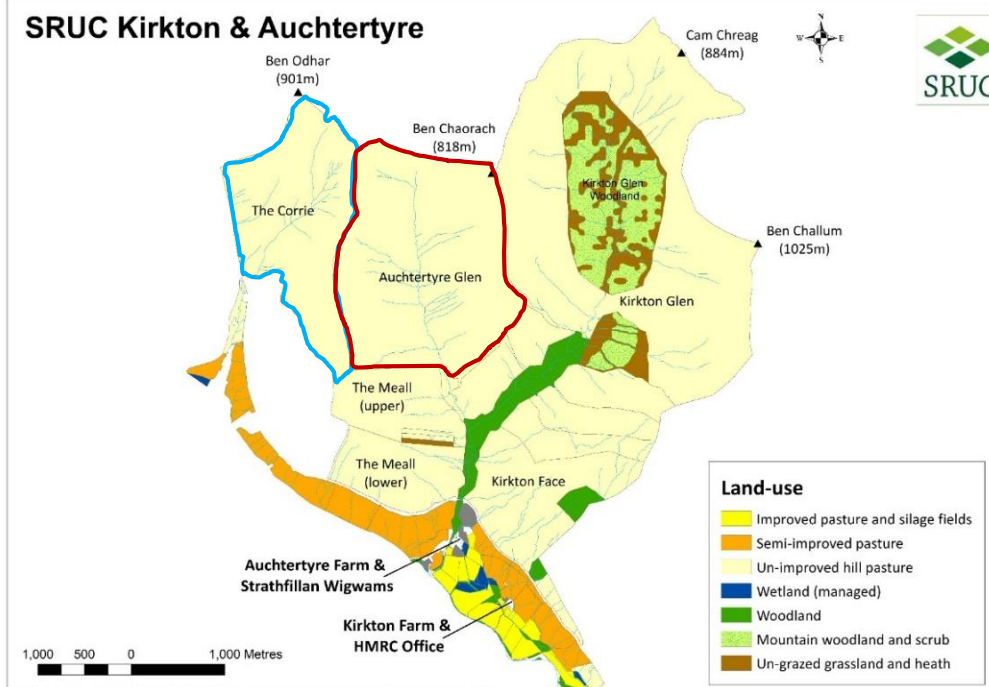 SRUC Kirkton & Auchtertyre
N
W
E
S
SRUC
Ben Odhar
(901m)
Cam Chreag
(884m)
Ben Chaorach
(818m)
Kirkton Glen
Woodland
The Corrie
Ben Challum
(1025m)
Auchtertyre Glen
Kirkton Glen
The Meall
(upper)
The Meall
(lower)
Kirkton Face
Auchtertyre Farm &
Strathfillan Wigwams
Kirkton Farm &
HMRC Office
Land-use
Improved pasture and silage fields
Semi-improved pasture
Un-improved hill pasture
Wetland (managed)
Woodland
Mountain woodland and scrub
Un-grazed grassland and heath
1,000 500 0 1,000 Metres